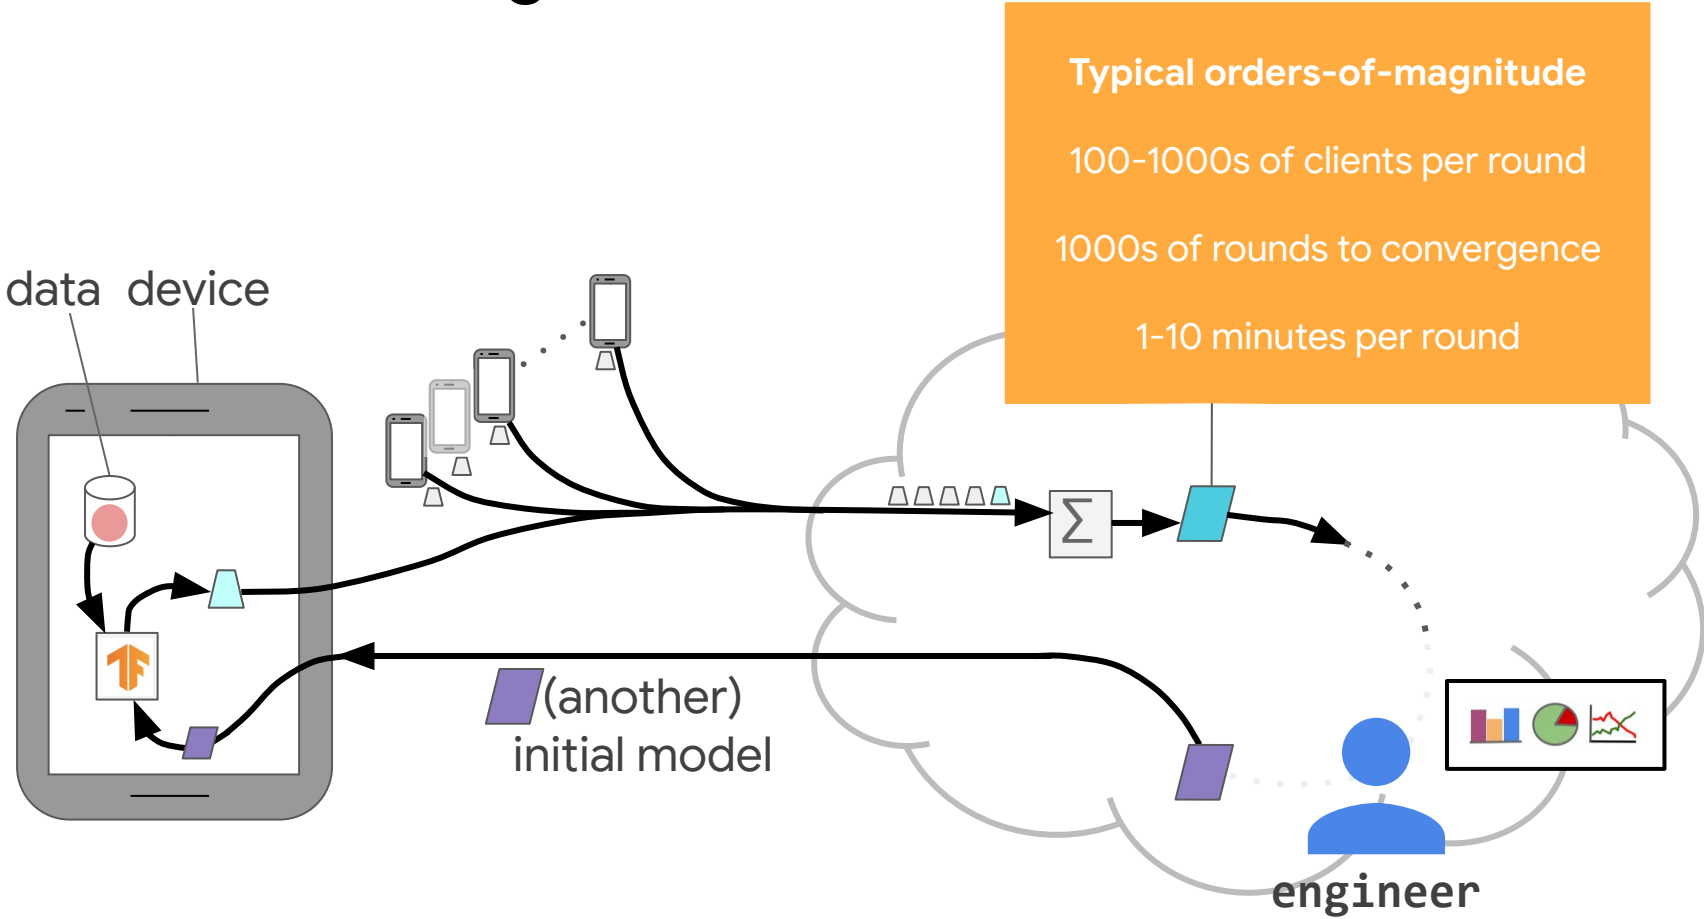 Typical orders-of-magnitude
100-1000s of clients per round
1000s of rounds to convergence
1-10 minutes per round
data device
Σ
TF
(another)
initial model
engineer